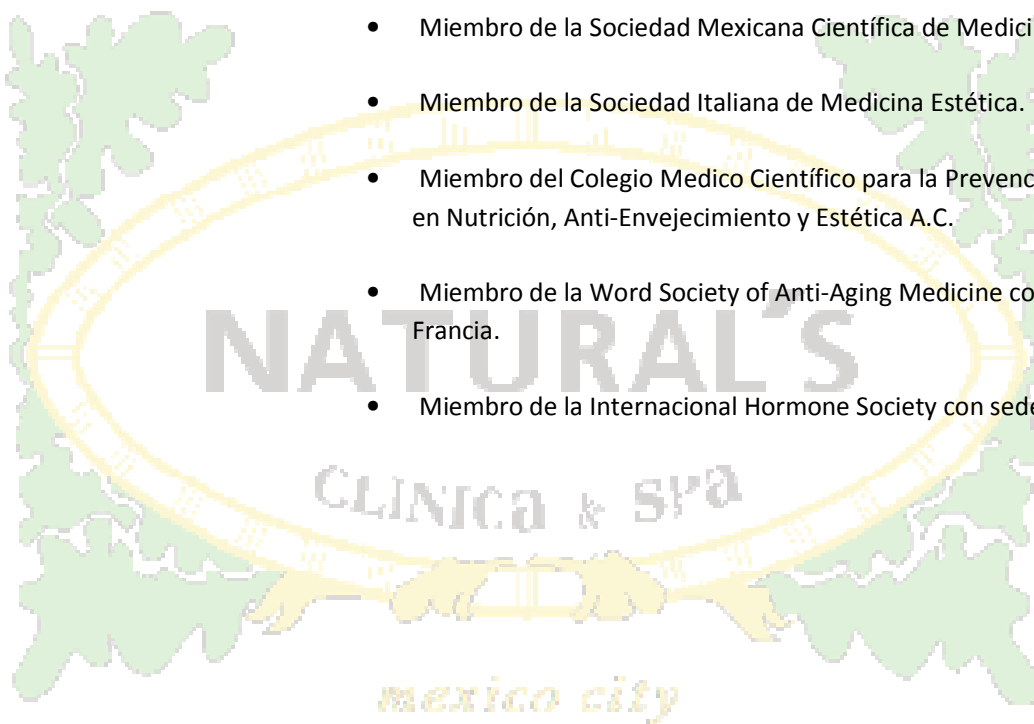 • Miembro de la Sociedad Mexicana Científica de Medici
• Miembro de la Sociedad Italiana de Medicina Estética.
• Miembro del Colegio Medico Científico para la Prevenc
en Nutrición, Anti-Envejecimiento y Estética A.C.
• Miembro de la Word Society of Anti-Aging Medicine co
Francia.
NATURAL'S
• Miembro de la Internacional Hormone Society con sede
CLINICa & SPa
mexico city